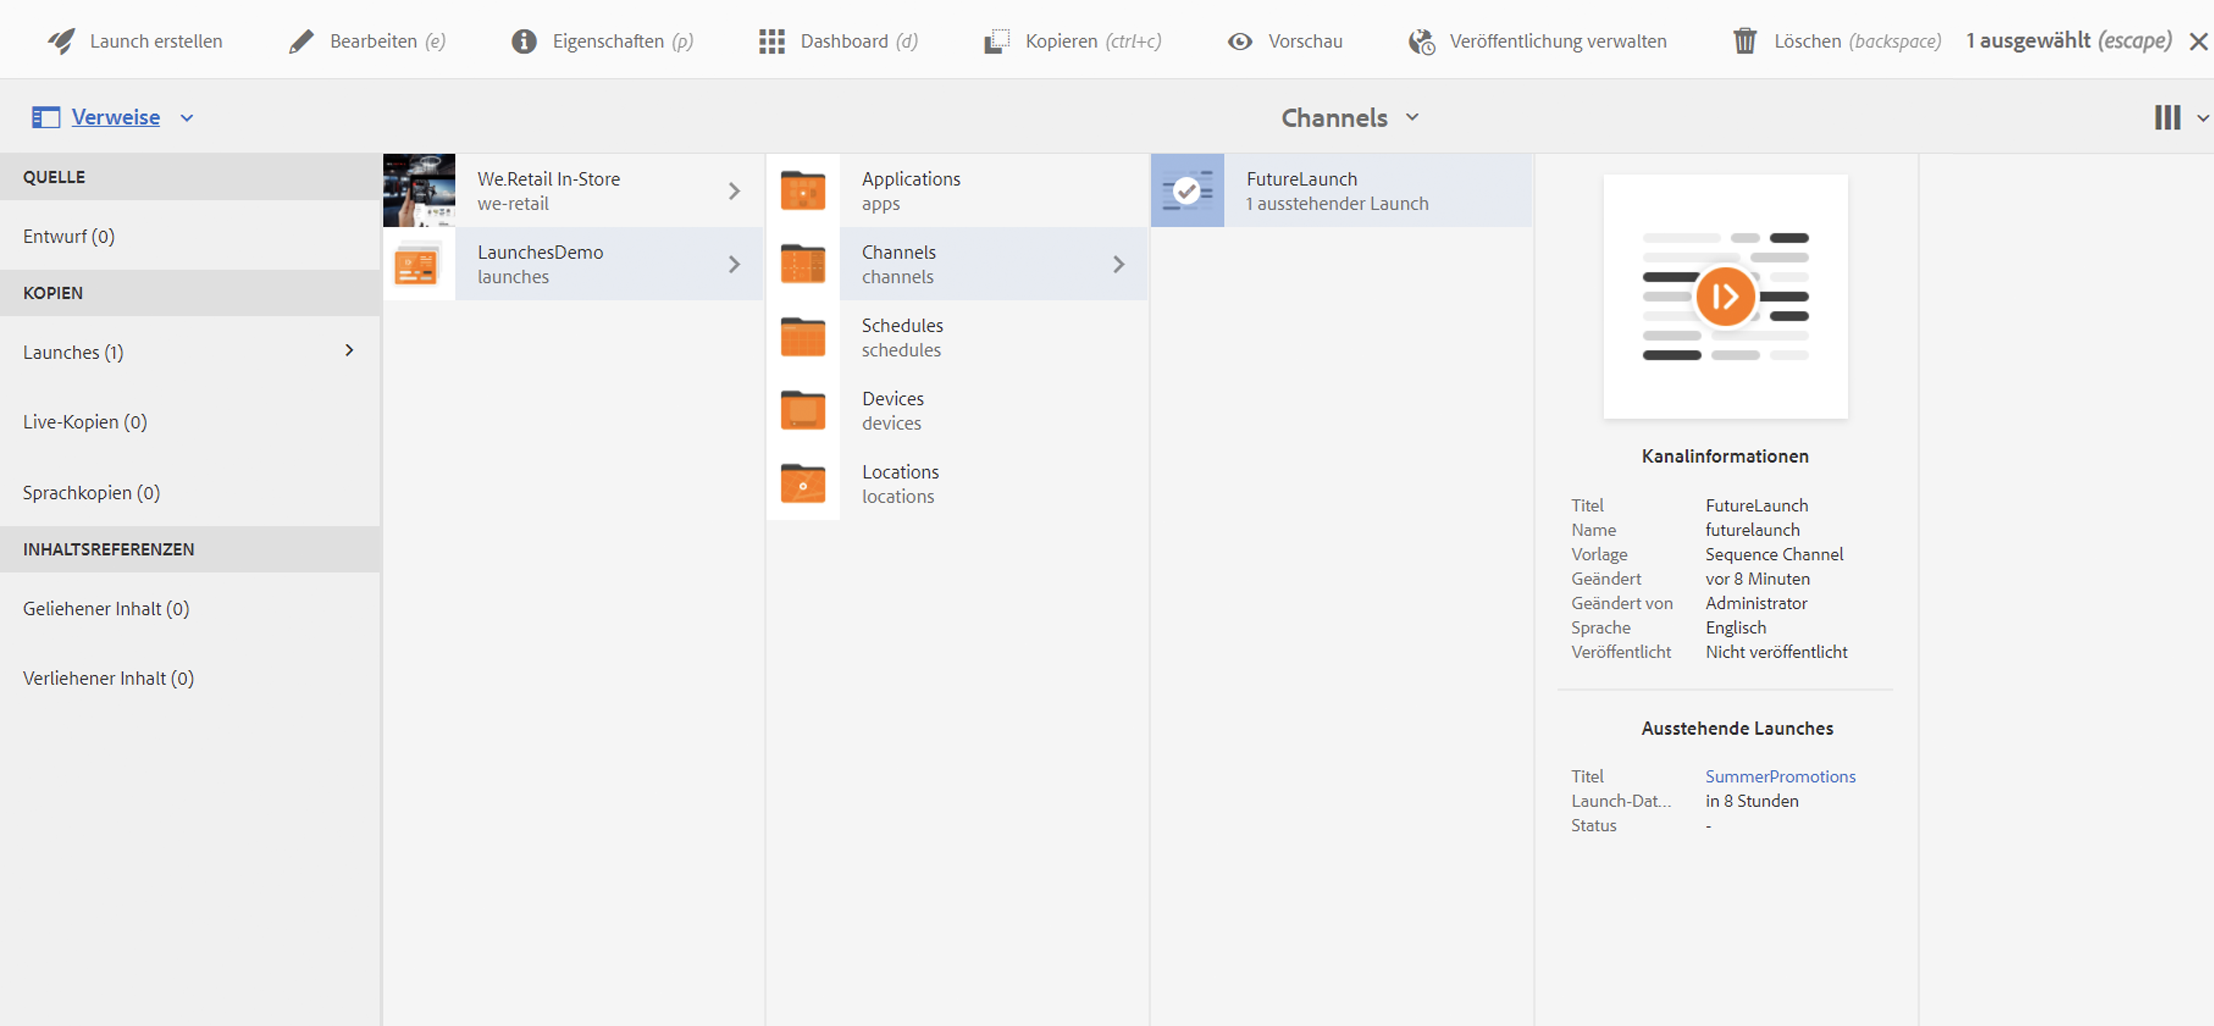 Launch erstellen Bearbeiten (e) Eigenschaften (p) Dashboard (d) Kopieren (ctrl+c) Vorschau Veröffentlichung verwalten Löschen (backspace) 1 ausgewählt (escape)
Verweise Channels
QUELLE
Entwurf (0)
KOPIEN
Launches (1)
Live-Kopien (0)
Sprachkopien (0)
INHALTSREFERENZEN
Geliehener Inhalt (0)
Verliehener Inhalt (0)
We.Retail In-Store
we-retail
LaunchesDemo
launches
Applications
apps
Channels
channels
Schedules
schedules
Devices
devices
Locations
locations
FutureLaunch
1 ausstehender Launch
Kanalinformationen
Titel FutureLaunch
Name futurelaunch
Vorlage Sequence Channel
Geändert vor 8 Minuten
Geändert von Administrator
Sprache Englisch
Veröffentlicht Nicht veröffentlicht
Ausstehende Launches
Titel SummerPromotions
Launch-Dat... in 8 Stunden
Status -